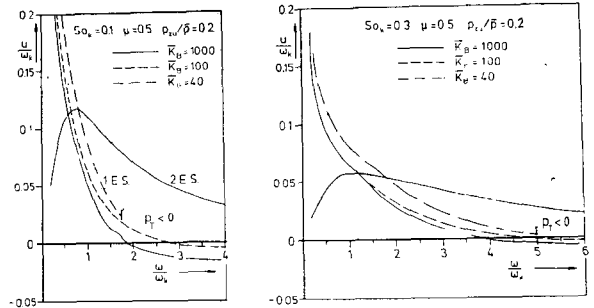 0.2
So_k=0.1 μ=0.5 p_zu/p̄=0.2
u/ω_k
K̄_B=1000
K̄_B=100
K̄_B=40
0.15
0.1
1 E.S.
2 E.S.
0.05
p_T<0
0
1 2 3 4
ω/ω_k
-0.05
0.2
So_k=0.3 μ=0.5 p_zu/p̄=0.2
u/ω_k
K̄_B=1000
100
K̄_B=40
0.15
0.1
0.05
p_T<0
0
1 2 3 4 5 6
ω/ω_k
-0.05